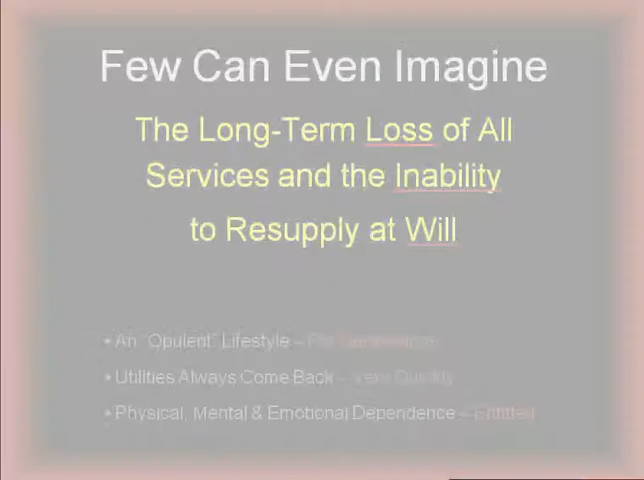 Few Can Even Imagine
The Long-Term Loss of All
Services and the Inability
to Resupply at Will
• An "Opulent" Lifestyle –
• Utilities Always Come Back – Very Quickly
• Physical, Mental & Emotional Dependence – Entitled